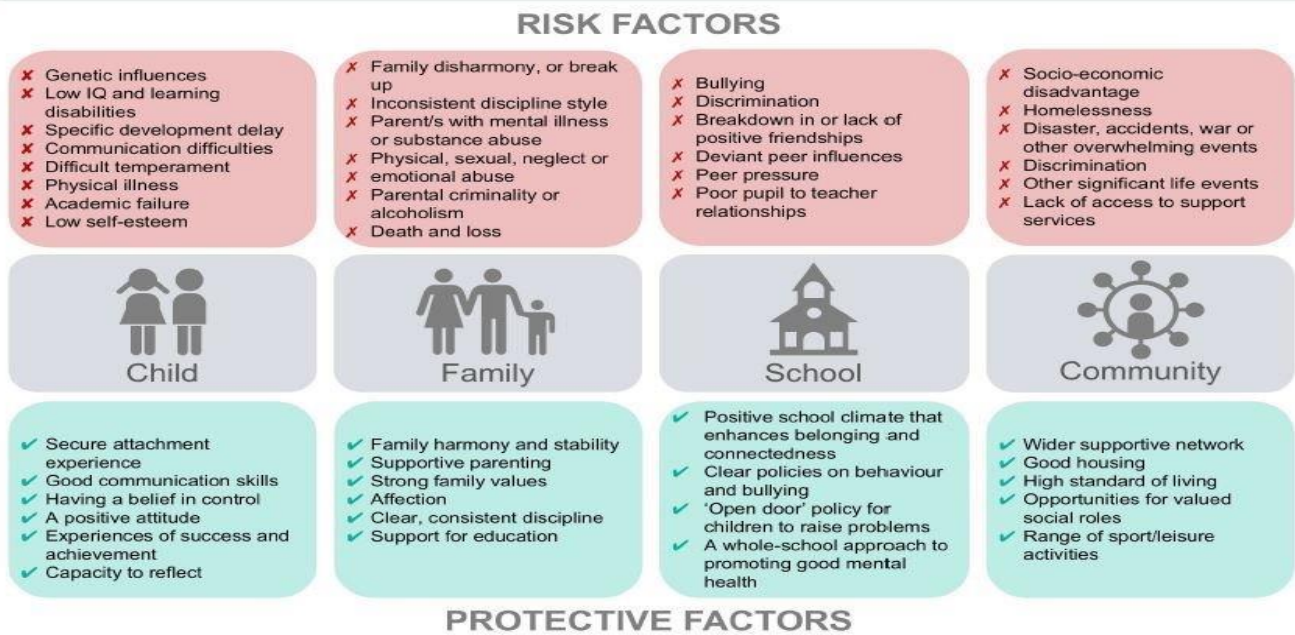 RISK FACTORS
✘ Genetic influences
✘ Low IQ and learning
disabilities
✘ Specific development delay
✘ Communication difficulties
✘ Difficult temperament
✘ Physical illness
✘ Academic failure
✘ Low self-esteem
✗ Family disharmony, or break
up
✗ Inconsistent discipline style
✗ Parent/s with mental illness
or substance abuse
✗ Physical, sexual, neglect or
✗ emotional abuse
✗ Parental criminality or
alcoholism
✗ Death and loss
✗ Bullying
✗ Discrimination
✗ Breakdown in or lack of
positive friendships
✗ Deviant peer influences
✗ Peer pressure
✗ Poor pupil to teacher
relationships
✗ Socio-economic
disadvantage
✗ Homelessness
✗ Disaster, accidents, war or
other overwhelming events
✗ Discrimination
✗ Other significant life events
✗ Lack of access to support
services
Child
Family
School
Community
✔ Secure attachment
experience
✔ Good communication skills
✔ Having a belief in control
✔ A positive attitude
✔ Experiences of success and
achievement
✔ Capacity to reflect
✔ Family harmony and stability
✔ Supportive parenting
✔ Strong family values
✔ Affection
✔ Clear, consistent discipline
✔ Support for education
✔ Positive school climate that
enhances belonging and
connectedness
✔ Clear policies on behaviour
and bullying
✔ ‘Open door’ policy for
children to raise problems
✔ A whole-school approach to
promoting good mental
health
✔ Wider supportive network
✔ Good housing
✔ High standard of living
✔ Opportunities for valued
social roles
✔ Range of sport/leisure
activities
PROTECTIVE FACTORS